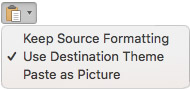 Keep Source Formatting
✓ Use Destination Theme
Paste as Picture